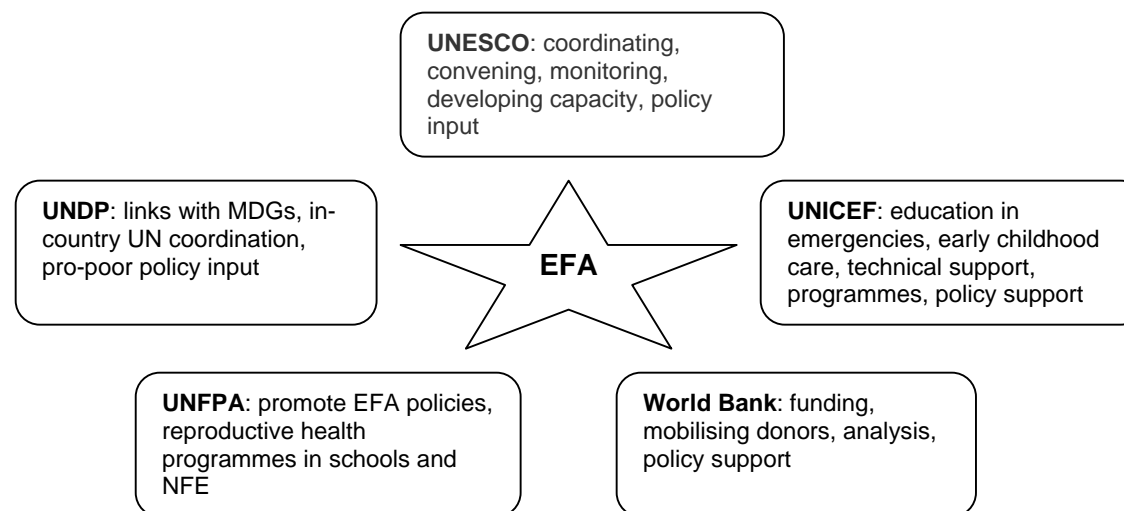 UNESCO: coordinating,
convening, monitoring,
developing capacity, policy
input
UNDP: links with MDGs, in-
country UN coordination,
pro-poor policy input
EFA
UNICEF: education in
emergencies, early childhood
care, technical support,
programmes, policy support
UNFPA: promote EFA policies,
reproductive health
programmes in schools and
NFE
World Bank: funding,
mobilising donors, analysis,
policy support